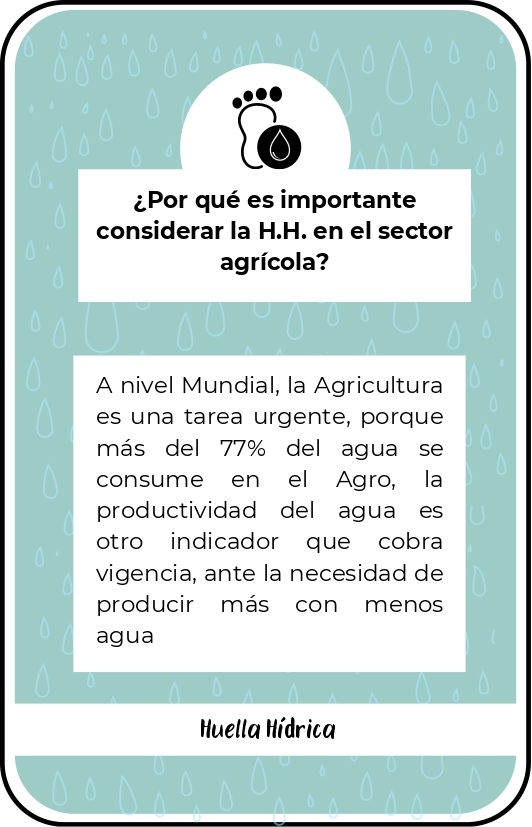 ¿Por qué es importante
considerar la H.H. en el sector
agrícola?
A nivel Mundial, la Agricultura
es una tarea urgente, porque
más del 77% del agua se
consume en el Agro, la
productividad del agua es
otro indicador que cobra
vigencia, ante la necesidad de
producir más con menos
agua
Huella Hídrica